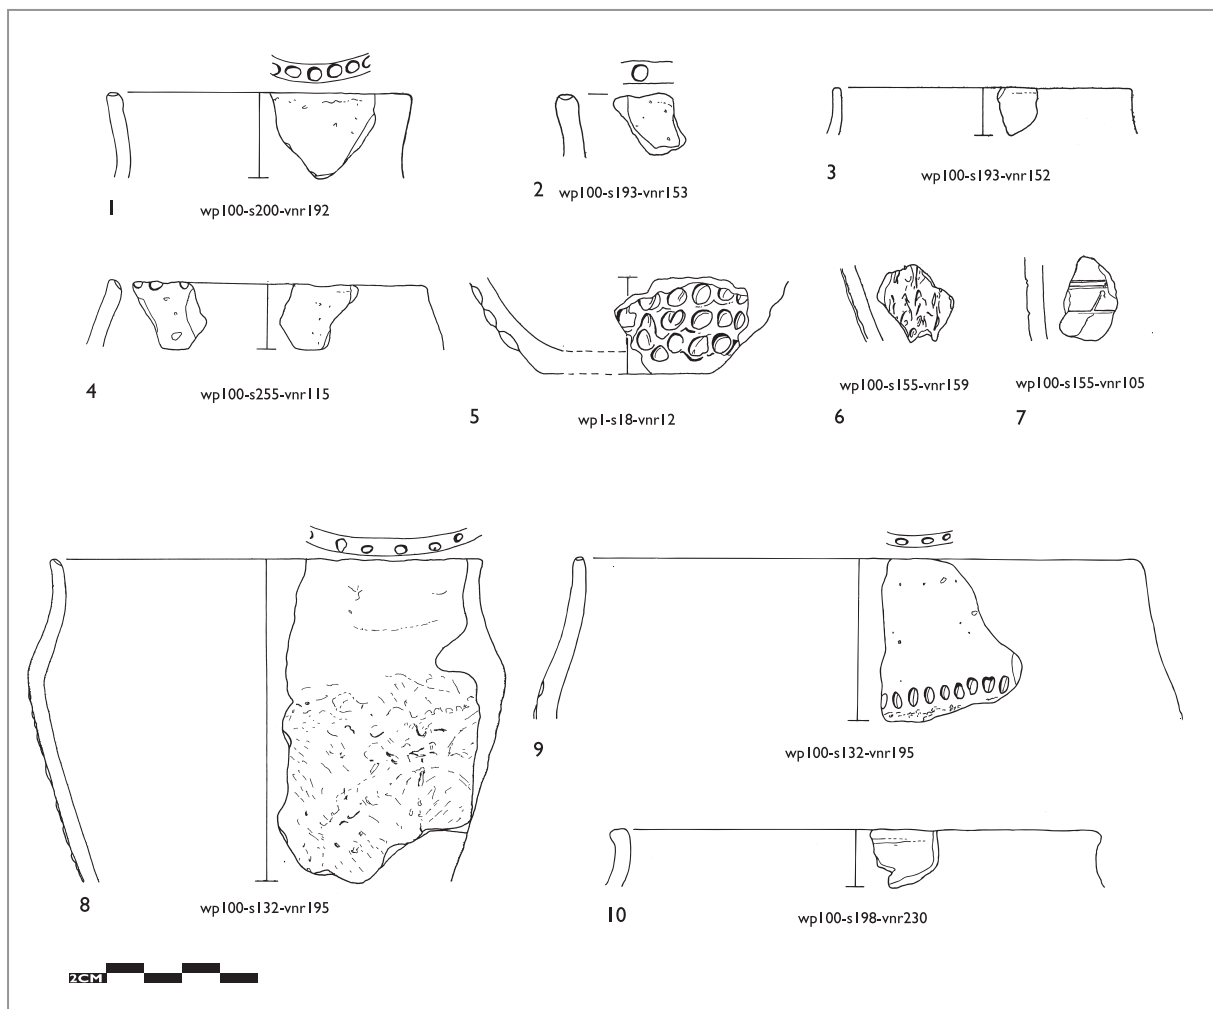 1 wp100-s200-vnr192
2 wp100-s193-vnr153
3 wp100-s193-vnr152
4 wp100-s255-vnr115
5 wp1-s18-vnr12
6 wp100-s155-vnr159
7 wp100-s155-vnr105
8 wp100-s132-vnr195
9 wp100-s132-vnr195
10 wp100-s198-vnr230
2CM